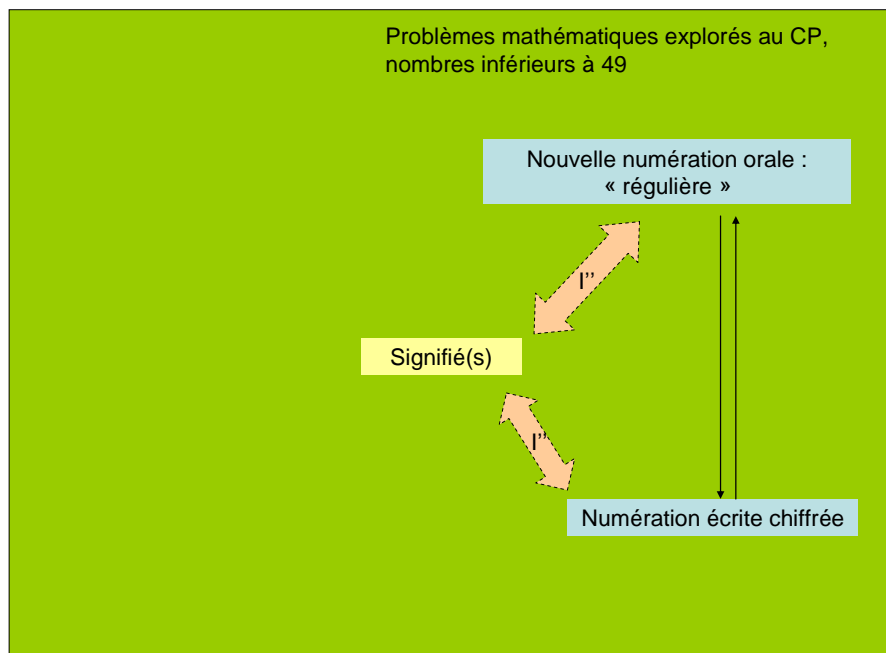 Problèmes mathématiques explorés au CP,
nombres inférieurs à 49
Nouvelle numération orale :
« régulière »
I’’
Signifié(s)
I’’
Numération écrite chiffrée